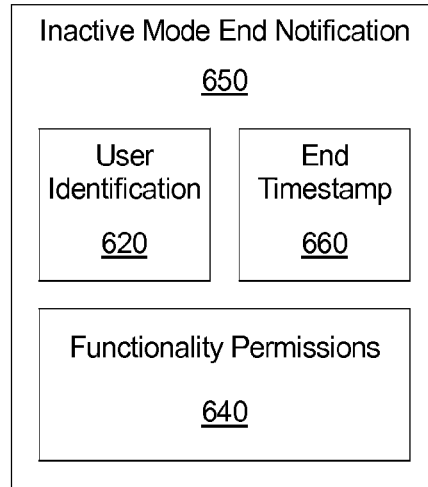 Inactive Mode End Notification
650
User
Identification
620
End
Timestamp
660
Functionality Permissions
640